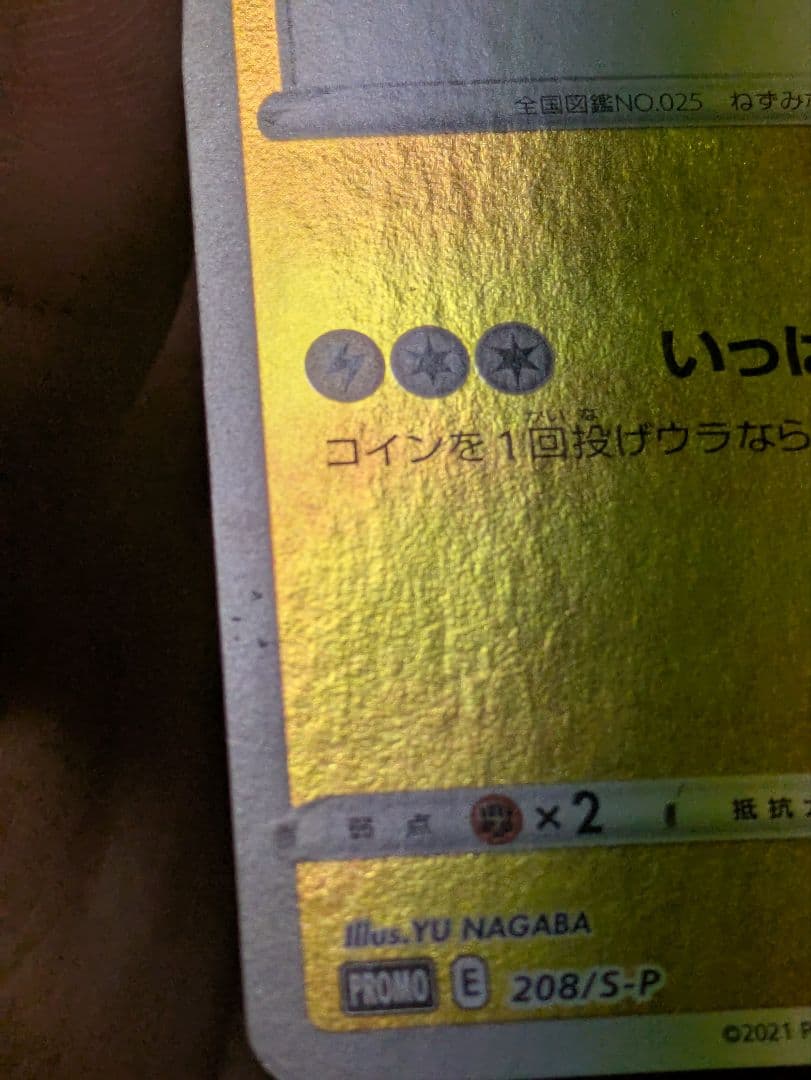 全国図鑑NO.025 ねずみ
いっぱ
かいな
コインを1回投げウラなら
弱点 ×2 抵抗力
Illus.YU NAGABA
PROMO E 208/S-P
©2021 P